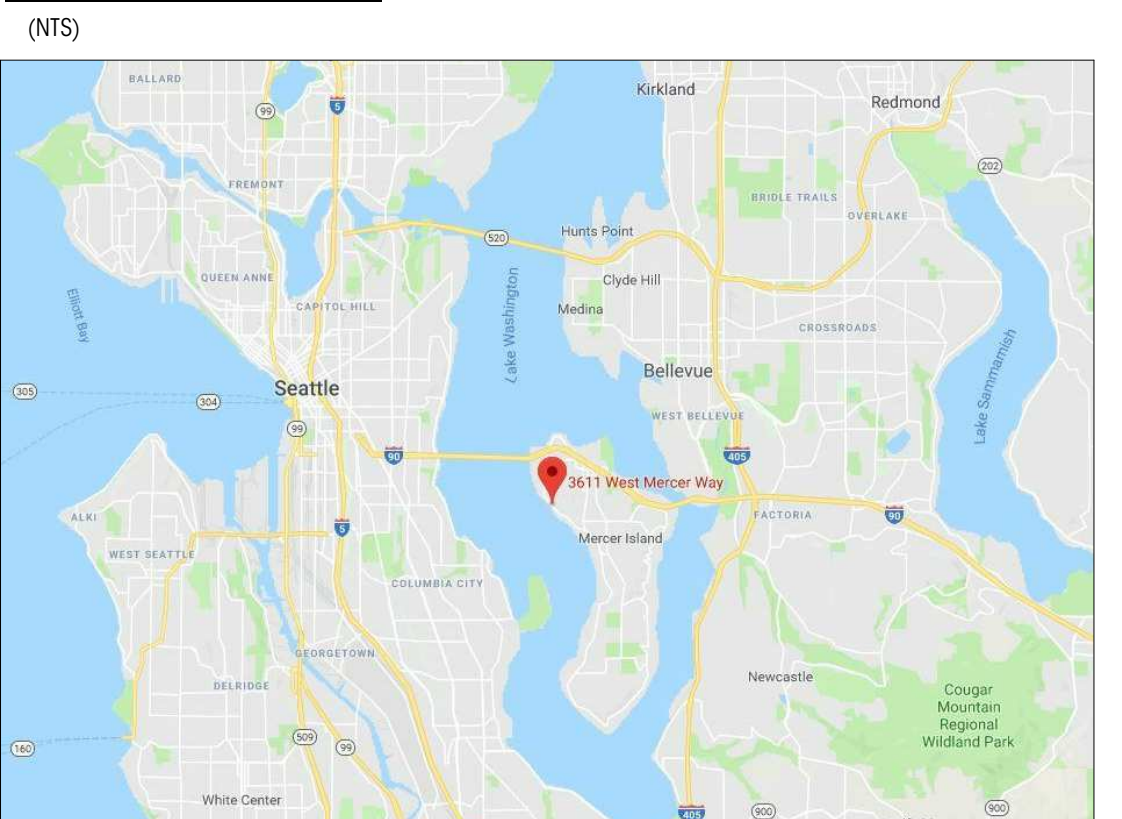 (NTS)
BALLARD
Kirkland
Redmond
99
5
202
FREMONT
BRIDLE TRAILS
OVERLAKE
520
Hunts Point
QUEEN ANNE
Clyde Hill
CAPITOL HILL
Medina
Elliott Bay
Lake Washington
CROSSROADS
Lake Sammamish
Bellevue
Seattle
305
304
WEST BELLEVUE
99
90
405
3611 West Mercer Way
ALKI
5
FACTORIA
90
Mercer Island
WEST SEATTLE
COLUMBIA CITY
GEORGETOWN
Newcastle
DELRIDGE
Cougar
Mountain
Regional
Wildland Park
509
99
160
White Center
405
900
900